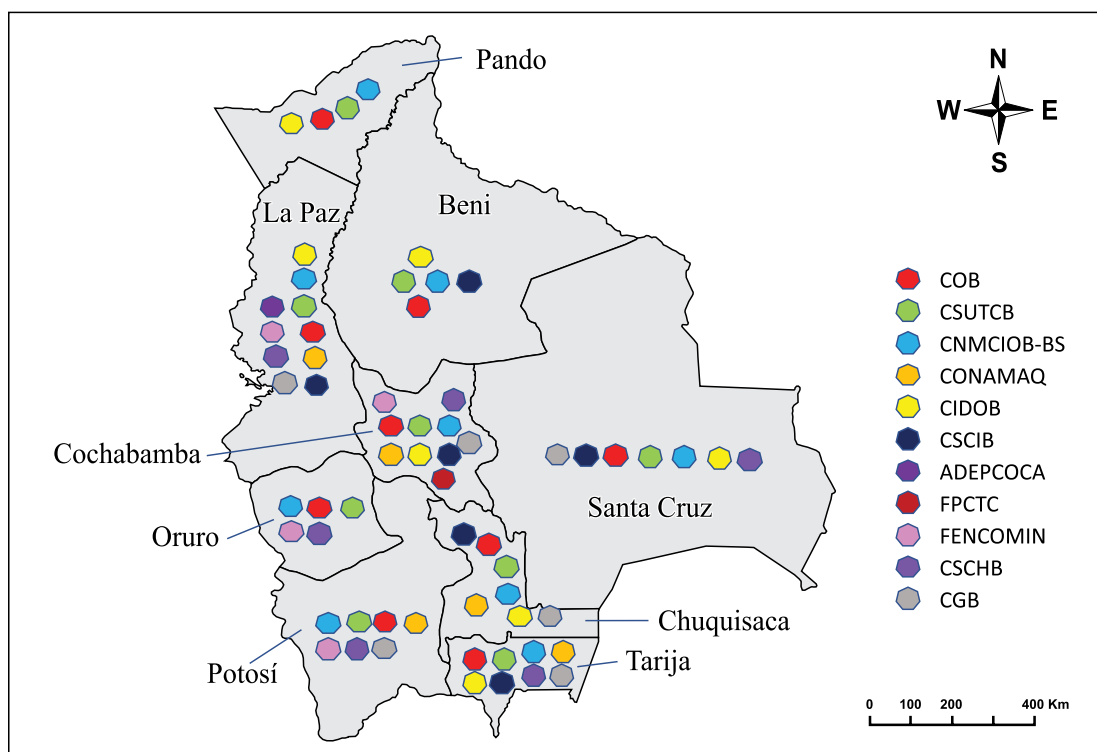 Pando
N
W E
S
Beni
La Paz
COB
CSUTCB
CNMCIOB-BS
CONAMAQ
CIDOB
CSCIB
ADEPCOCA
FPCTC
FENCOMIN
CSCHB
CGB
Cochabamba
Santa Cruz
Oruro
Chuquisaca
Tarija
Potosí
0 100 200 400 Km